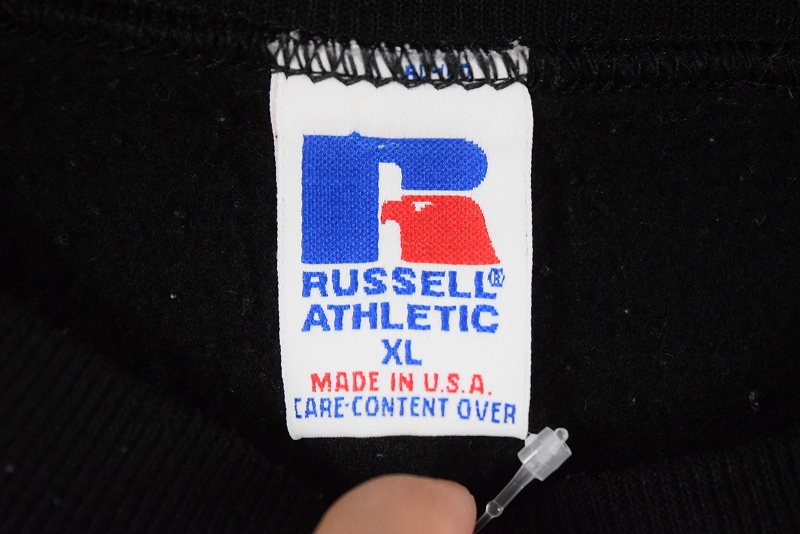 RUSSELL®
ATHLETIC
XL
MADE IN U.S.A.
CARE-CONTENT OVER